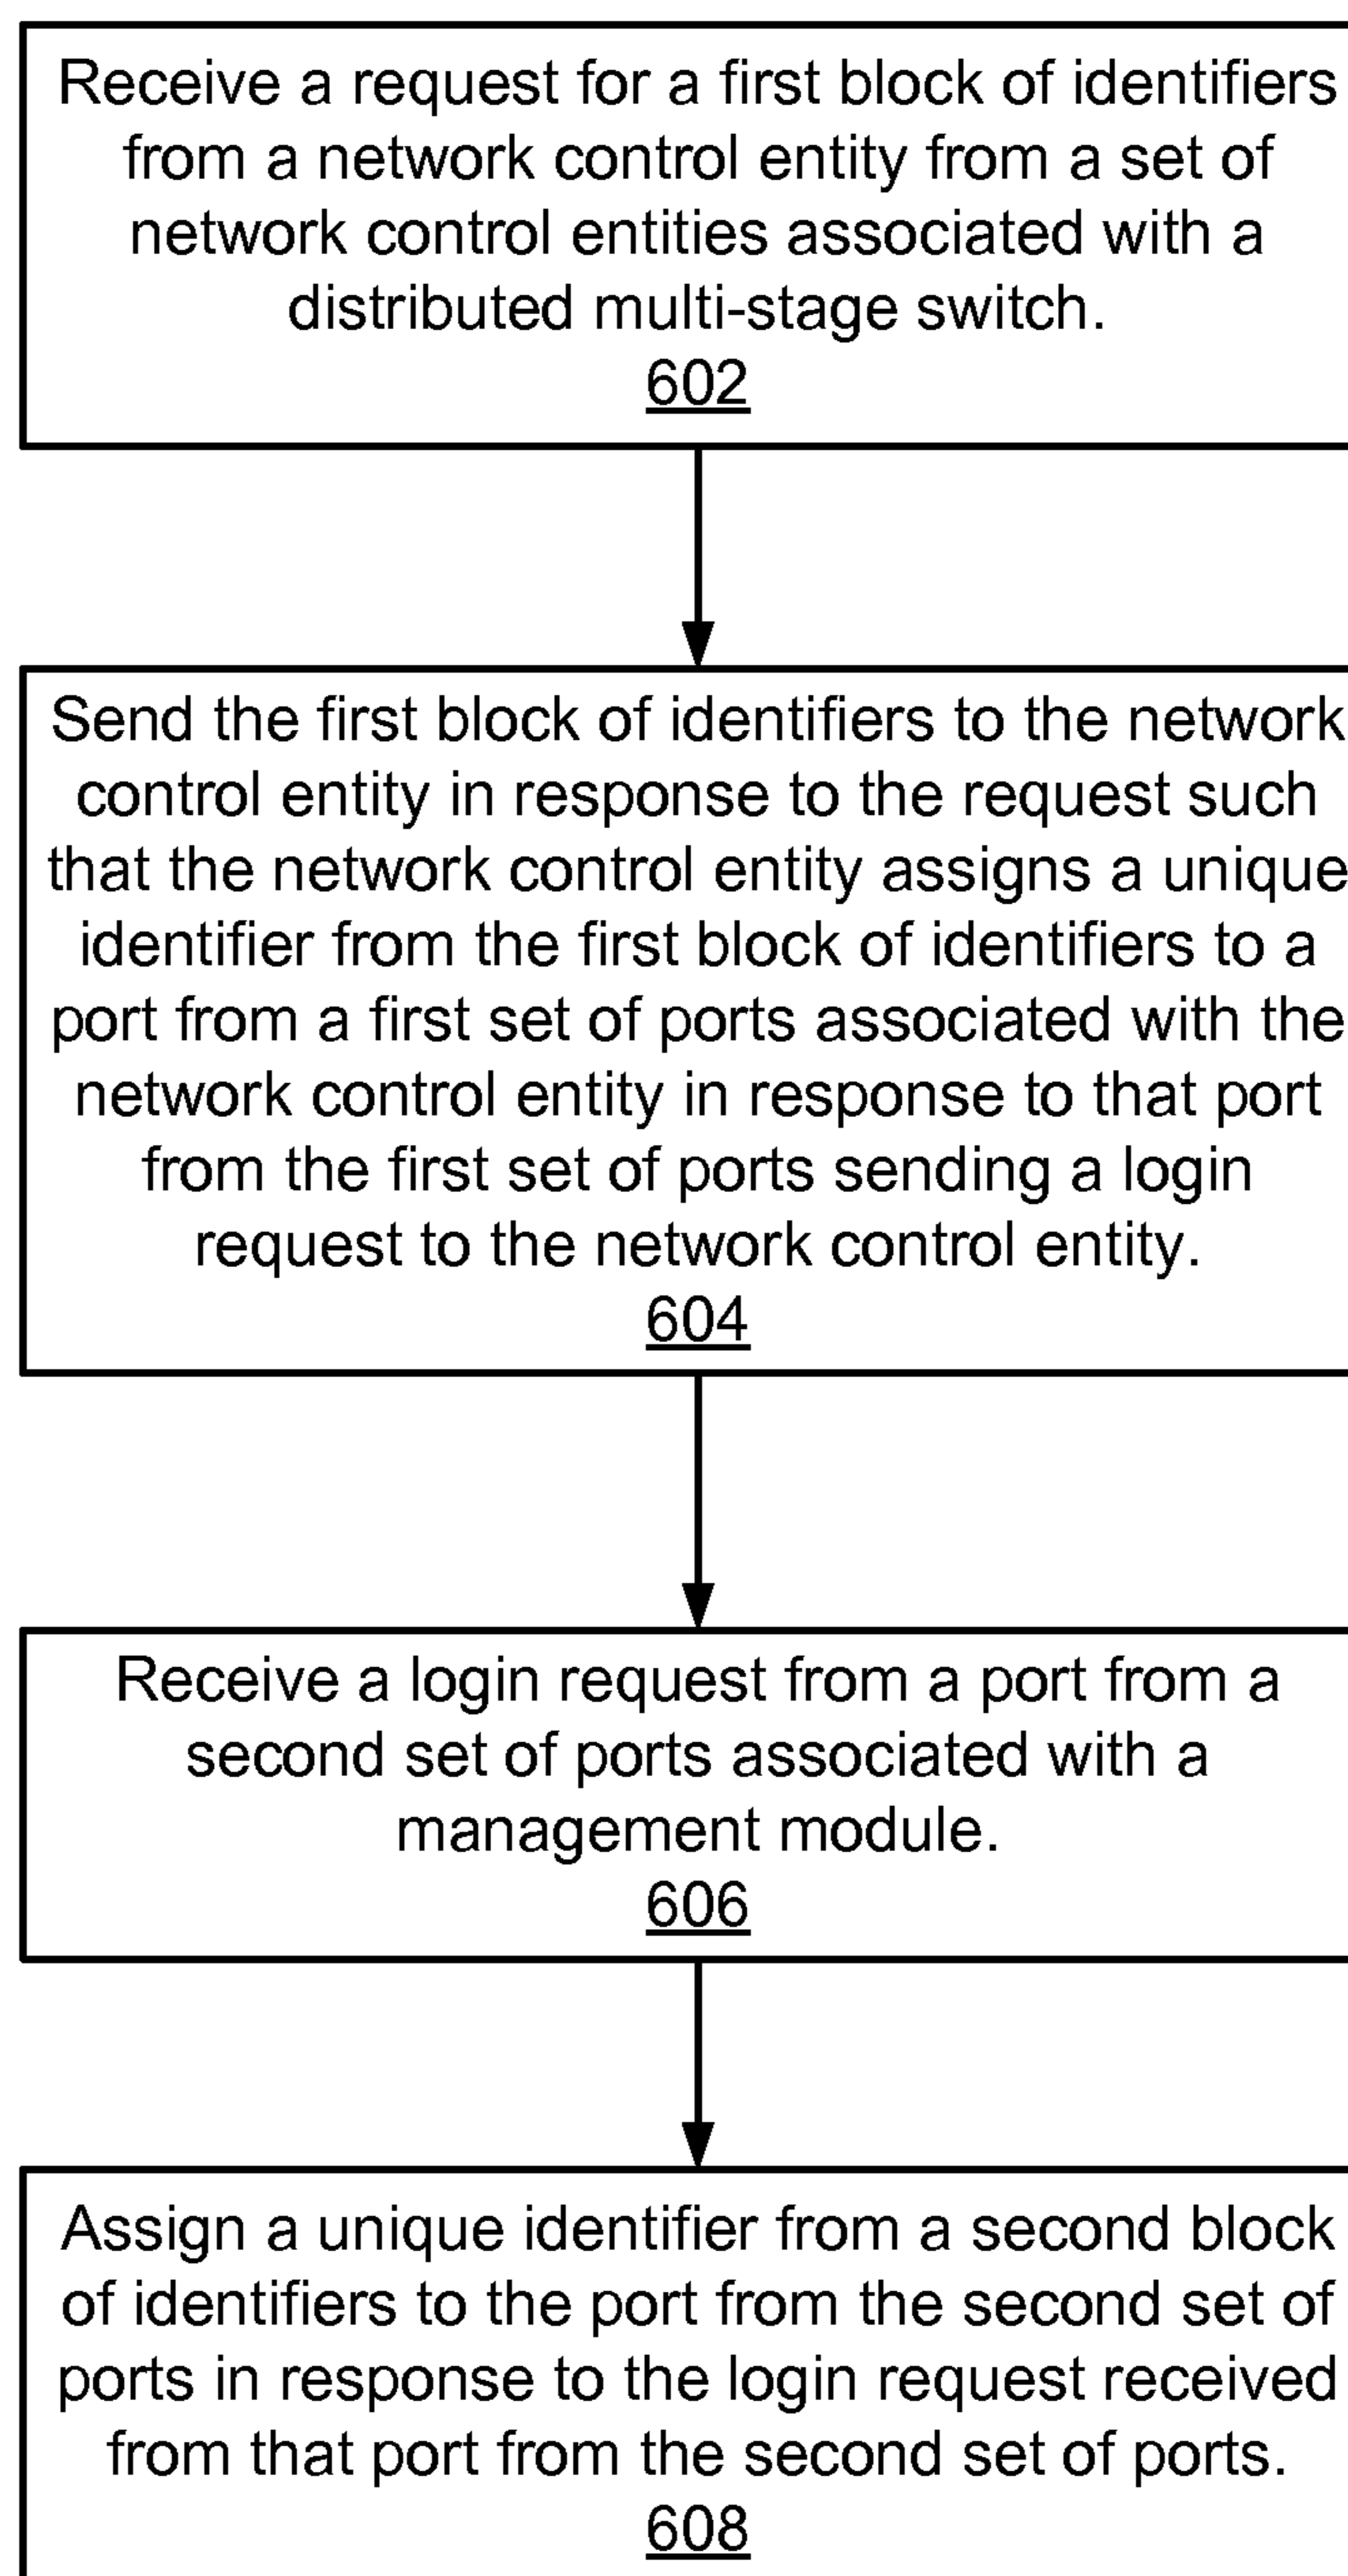 Receive a request for a first block of identifiers
from a network control entity from a set of
network control entities associated with a
distributed multi-stage switch.
602
Send the first block of identifiers to the network
control entity in response to the request such
that the network control entity assigns a unique
identifier from the first block of identifiers to a
port from a first set of ports associated with the
network control entity in response to that port
from the first set of ports sending a login
request to the network control entity.
604
Receive a login request from a port from a
second set of ports associated with a
management module.
606
Assign a unique identifier from a second block
of identifiers to the port from the second set of
ports in response to the login request received
from that port from the second set of ports.
608